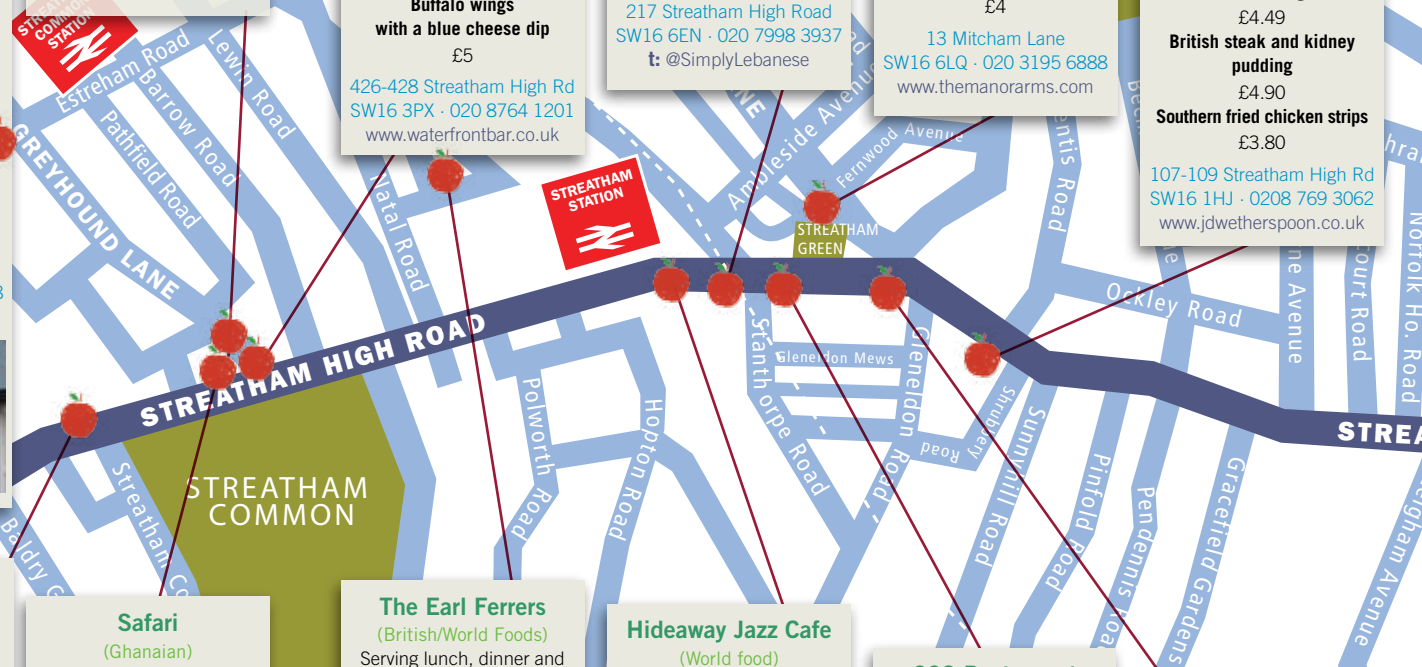 STREATHAM
COMMON
STATION
Estreham Road
Lewin Road
Barrow Road
Pathfield Road
GREYHOUND LANE
Natal Road
Buffalo wings
with a blue cheese dip
£5
426-428 Streatham High Rd
SW16 3PX · 020 8764 1201
www.waterfrontbar.co.uk
217 Streatham High Road
SW16 6EN · 020 7998 3937
t: @SimplyLebanese
£4
13 Mitcham Lane
SW16 6LQ · 020 3195 6888
www.themanorarms.com
£4.49
British steak and kidney
pudding
£4.90
Southern fried chicken strips
£3.80
107-109 Streatham High Rd
SW16 1HJ · 0208 769 3062
www.jdwetherspoon.co.uk
STREATHAM
STATION
Ambleside Avenue
Fernwood Avenue
STREATHAM
GREEN
Road
Ockley Road
Avenue
Road
Norfolk Ho. Road
STREATHAM HIGH ROAD
STREATHAM
COMMON
Streatham
Baldry
Polworth
Road
Hopton Road
Stanthorpe Road
Gleneldon Mews
Gleneldon
Road
Shrubbery
Road
Sunnyhill Road
Pinfold Road
Pendennis
Gracefield Gardens
Avenue
Safari
(Ghanaian)
The Earl Ferrers
(British/World Foods)
Serving lunch, dinner and
Hideaway Jazz Cafe
(World food)